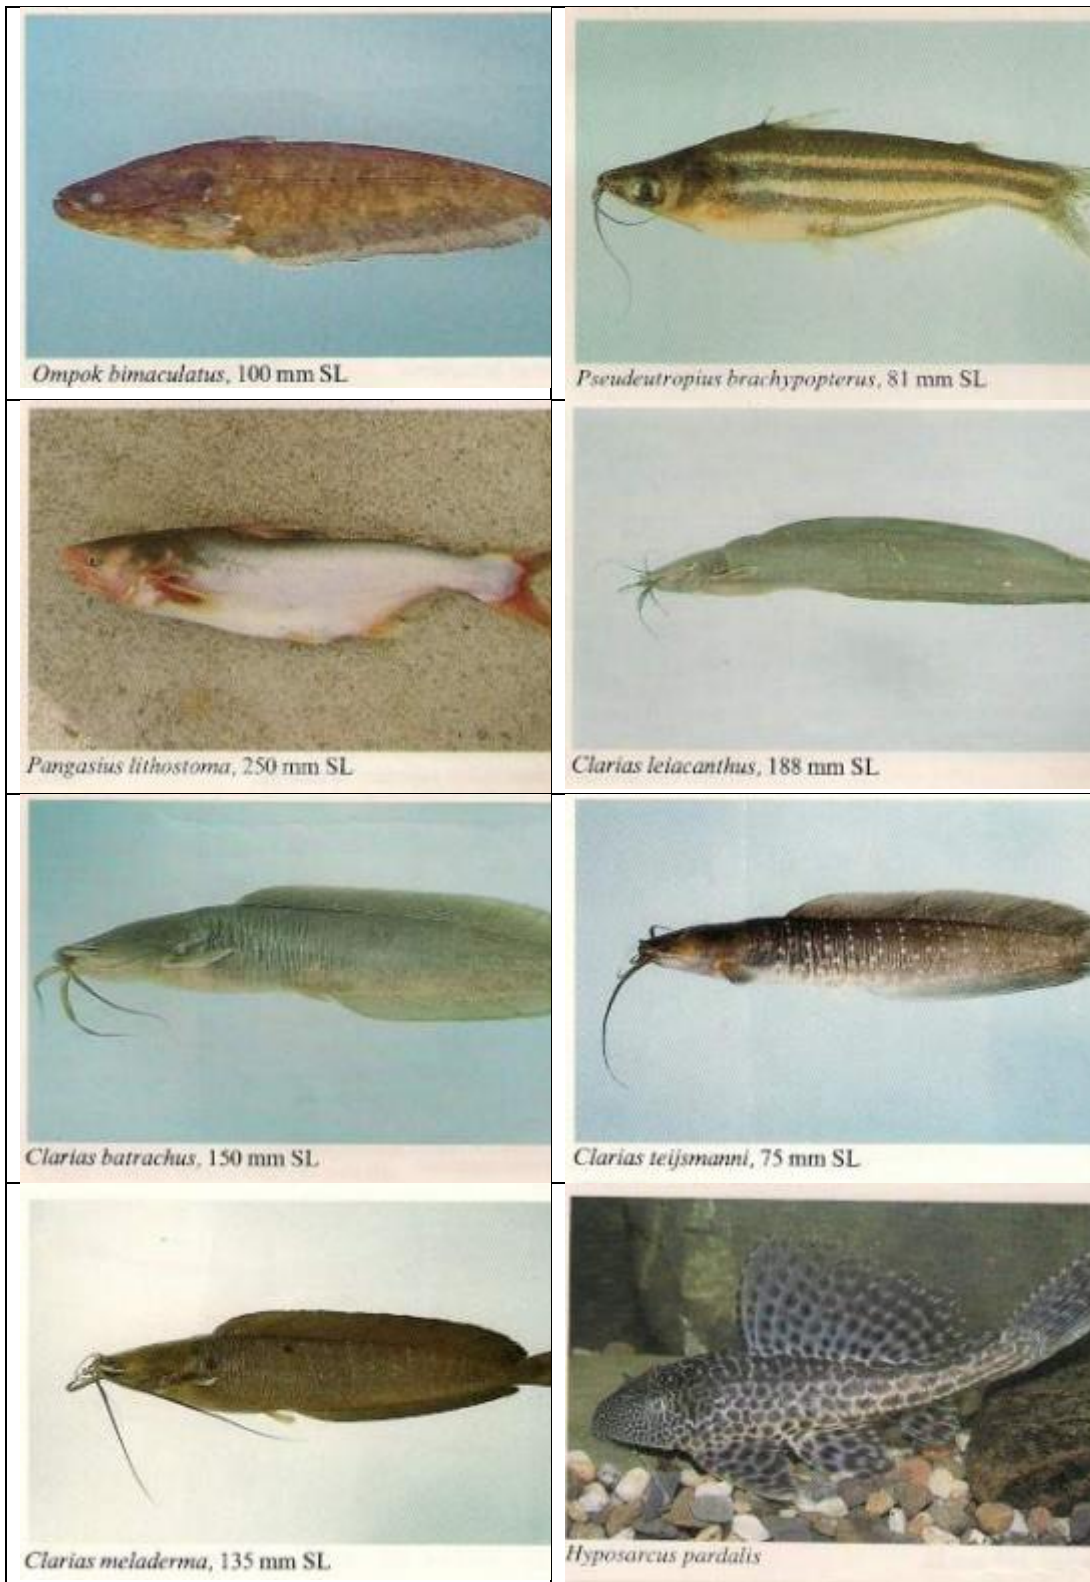 Ompok bimaculatus, 100 mm SL
Pseudeutropius brachypopterus, 81 mm SL
Pangasius lithostoma, 250 mm SL
Clarias leiacanthus, 188 mm SL
Clarias batrachus, 150 mm SL
Clarias teijsmanni, 75 mm SL
Clarias meladerma, 135 mm SL
Hyposarcus pardalis